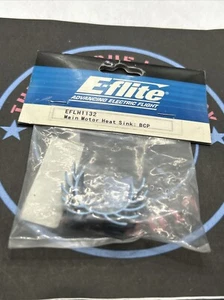 E-flite
ADVANCING ELECTRIC FLIGHT
EFLH1132
Main Motor Heat Sink: BCP